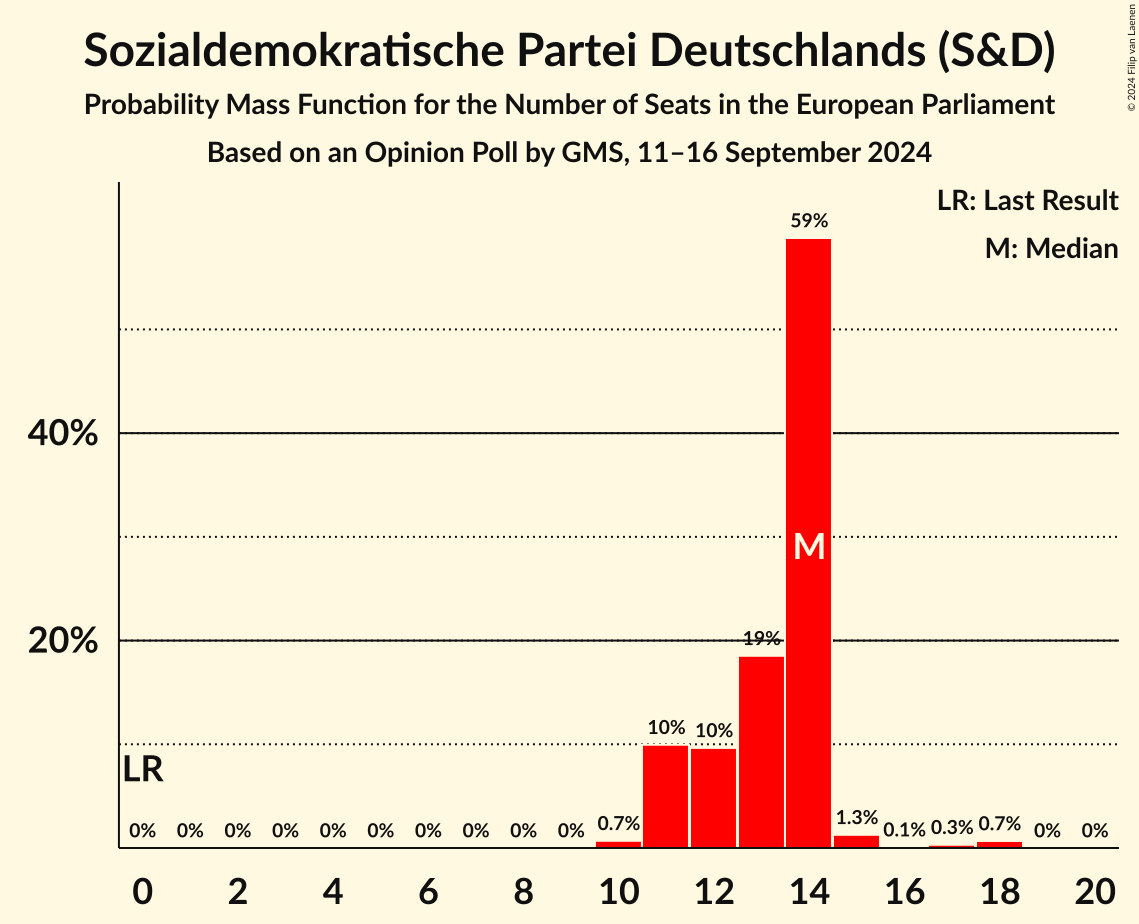 Sozialdemokratische Partei Deutschlands (S&D)
Probability Mass Function for the Number of Seats in the European Parliament
Based on an Opinion Poll by GMS, 11–16 September 2024
© 2024 Filip van Laenen
LR: Last Result
M: Median
59%
40%
M
20%
19%
10% 10%
LR
0% 0% 0% 0% 0% 0% 0% 0% 0% 0% 0.7% 1.3% 0.1% 0.3% 0.7% 0% 0%
0 2 4 6 8 10 12 14 16 18 20